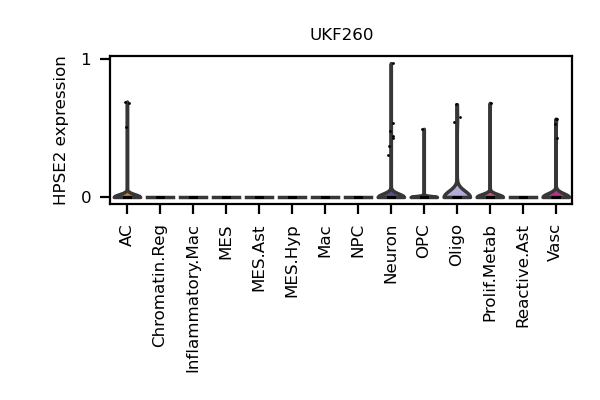 UKF260
HPSE2 expression
1
0
AC
Chromatin.Reg
Inflammatory.Mac
MES
MES.Ast
MES.Hyp
Mac
NPC
Neuron
OPC
Oligo
Prolif.Metab
Reactive.Ast
Vasc